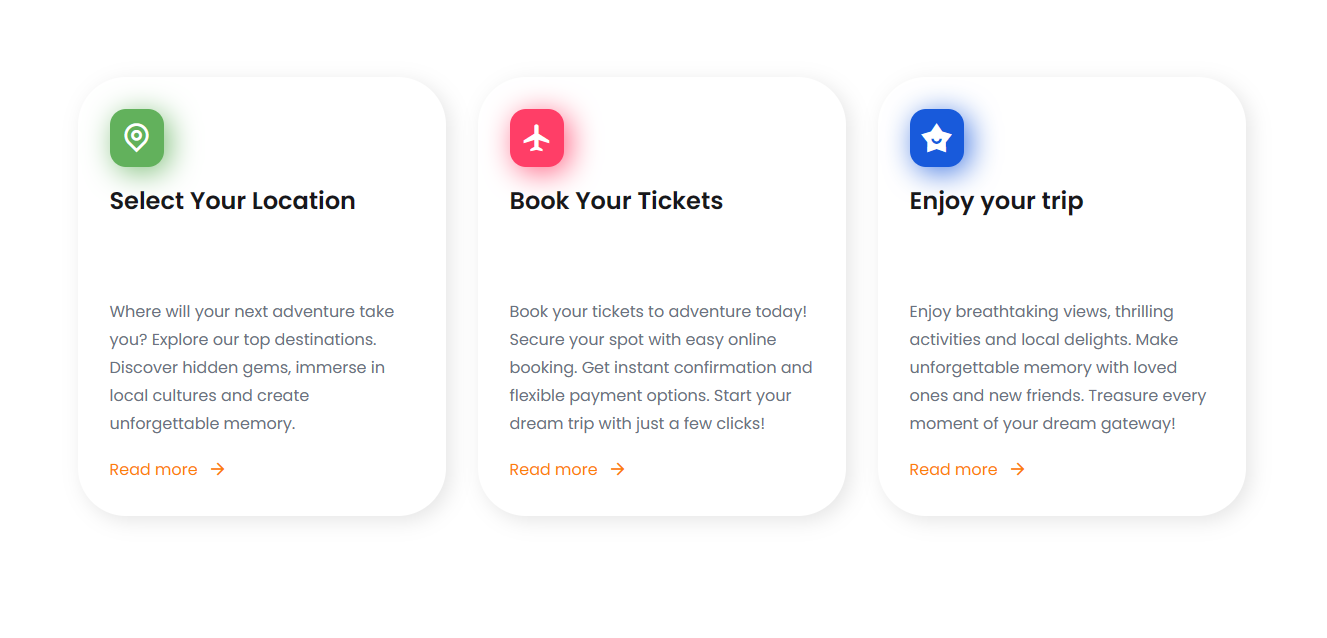 Select Your Location
Where will your next adventure take
you? Explore our top destinations.
Discover hidden gems, immerse in
local cultures and create
unforgettable memory.
Read more
Book Your Tickets
Book your tickets to adventure today!
Secure your spot with easy online
booking. Get instant confirmation and
flexible payment options. Start your
dream trip with just a few clicks!
Read more
Enjoy your trip
Enjoy breathtaking views, thrilling
activities and local delights. Make
unforgettable memory with loved
ones and new friends. Treasure every
moment of your dream gateway!
Read more